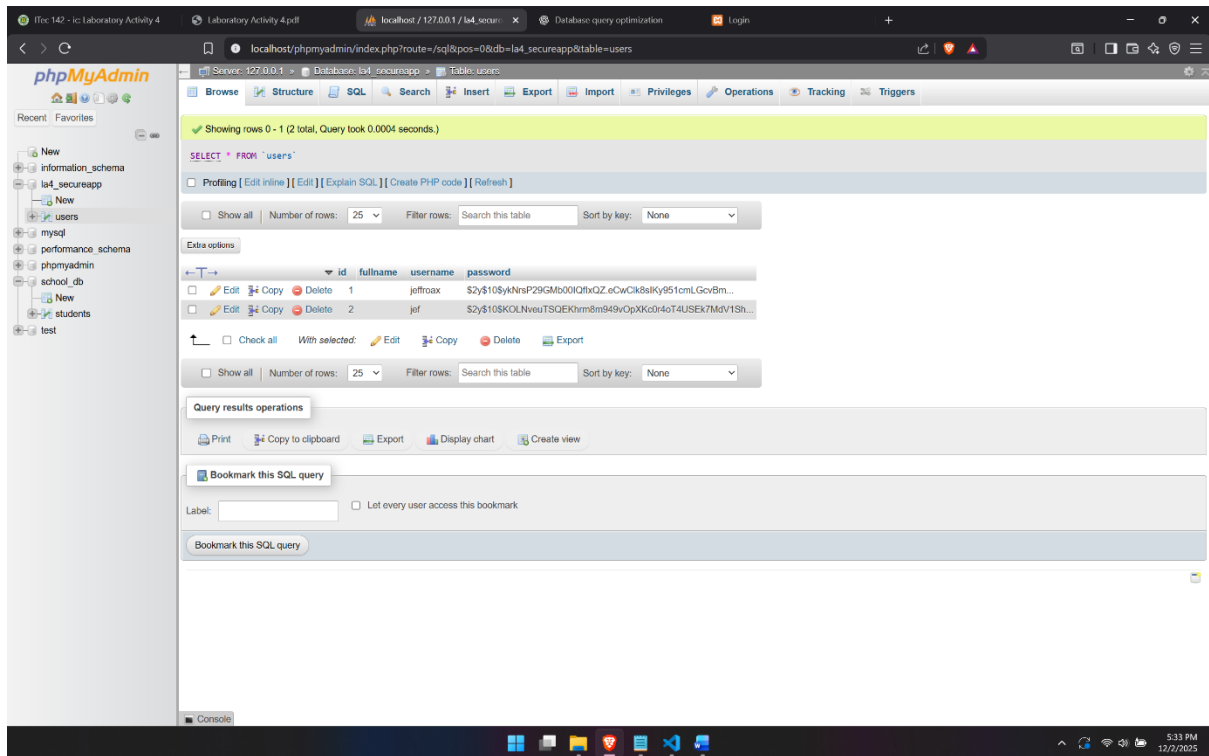 ITec 142 - ic: Laboratory Activity 4
Laboratory Activity 4.pdf
localhost / 127.0.0.1 / la4_secure
Database query optimization
Login
localhost/phpmyadmin/index.php?route=/sql&pos=0&db=la4_secureapp&table=users
phpMyAdmin
Recent Favorites
New
information_schema
la4_secureapp
New
users
mysql
performance_schema
phpmyadmin
school_db
New
students
test
Server: 127.0.0.1 » Database: la4_secureapp » Table: users
Browse Structure SQL Search Insert Export Import Privileges Operations Tracking Triggers
Showing rows 0 - 1 (2 total, Query took 0.0004 seconds.)
SELECT * FROM `users`
Profiling [ Edit inline ] [ Edit ] [ Explain SQL ] [ Create PHP code ] [ Refresh ]
Show all Number of rows: 25 Filter rows: Search this table Sort by key: None
Extra options
id fullname username password
Edit Copy Delete 1 jeffroax
Edit Copy Delete 2 jef
Check all With selected: Edit Copy Delete Export
Show all Number of rows: 25 Filter rows: Search this table Sort by key: None
Query results operations
Print Copy to clipboard Export Display chart Create view
Bookmark this SQL query
Label: Let every user access this bookmark
Bookmark this SQL query
Console
5:33 PM
12/2/2025